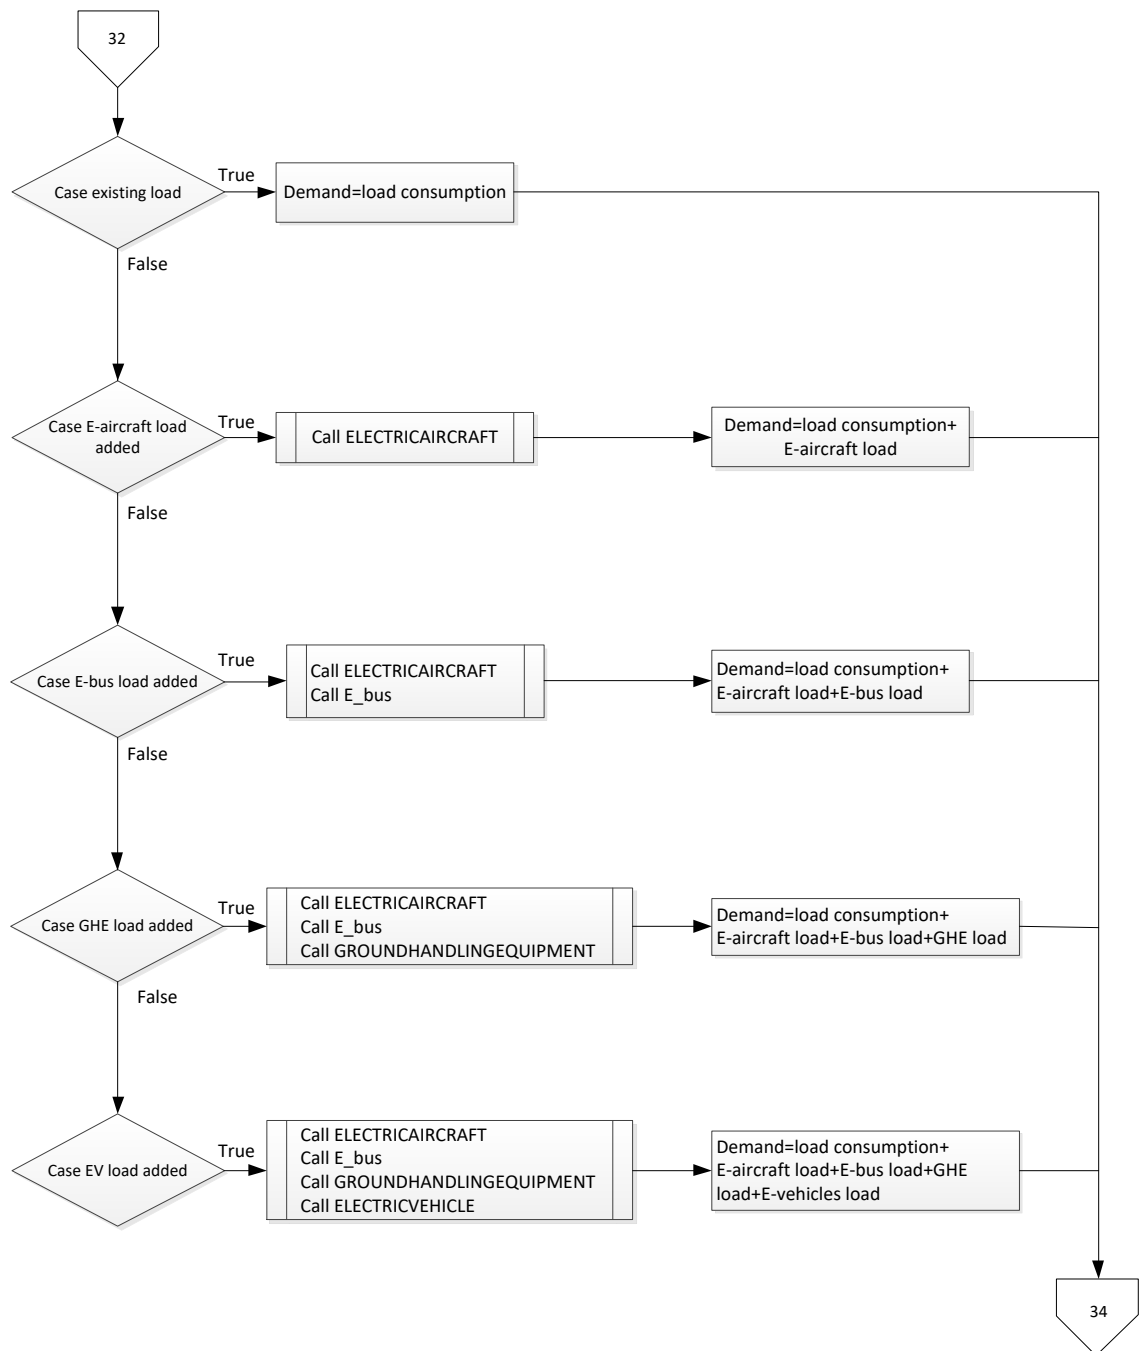 32
Case existing load
True
Demand=load consumption
False
Case E-aircraft load
added
True
Call ELECTRICAIRCRAFT
Demand=load consumption+
E-aircraft load
False
Case E-bus load added
True
Call ELECTRICAIRCRAFT
Call E_bus
Demand=load consumption+
E-aircraft load+E-bus load
False
Case GHE load added
True
Call ELECTRICAIRCRAFT
Call E_bus
Call GROUNDHANDLINGEQUIPMENT
Demand=load consumption+
E-aircraft load+E-bus load+GHE load
False
Case EV load added
True
Call ELECTRICAIRCRAFT
Call E_bus
Call GROUNDHANDLINGEQUIPMENT
Call ELECTRICVEHICLE
Demand=load consumption+
E-aircraft load+E-bus load+GHE
load+E-vehicles load
34